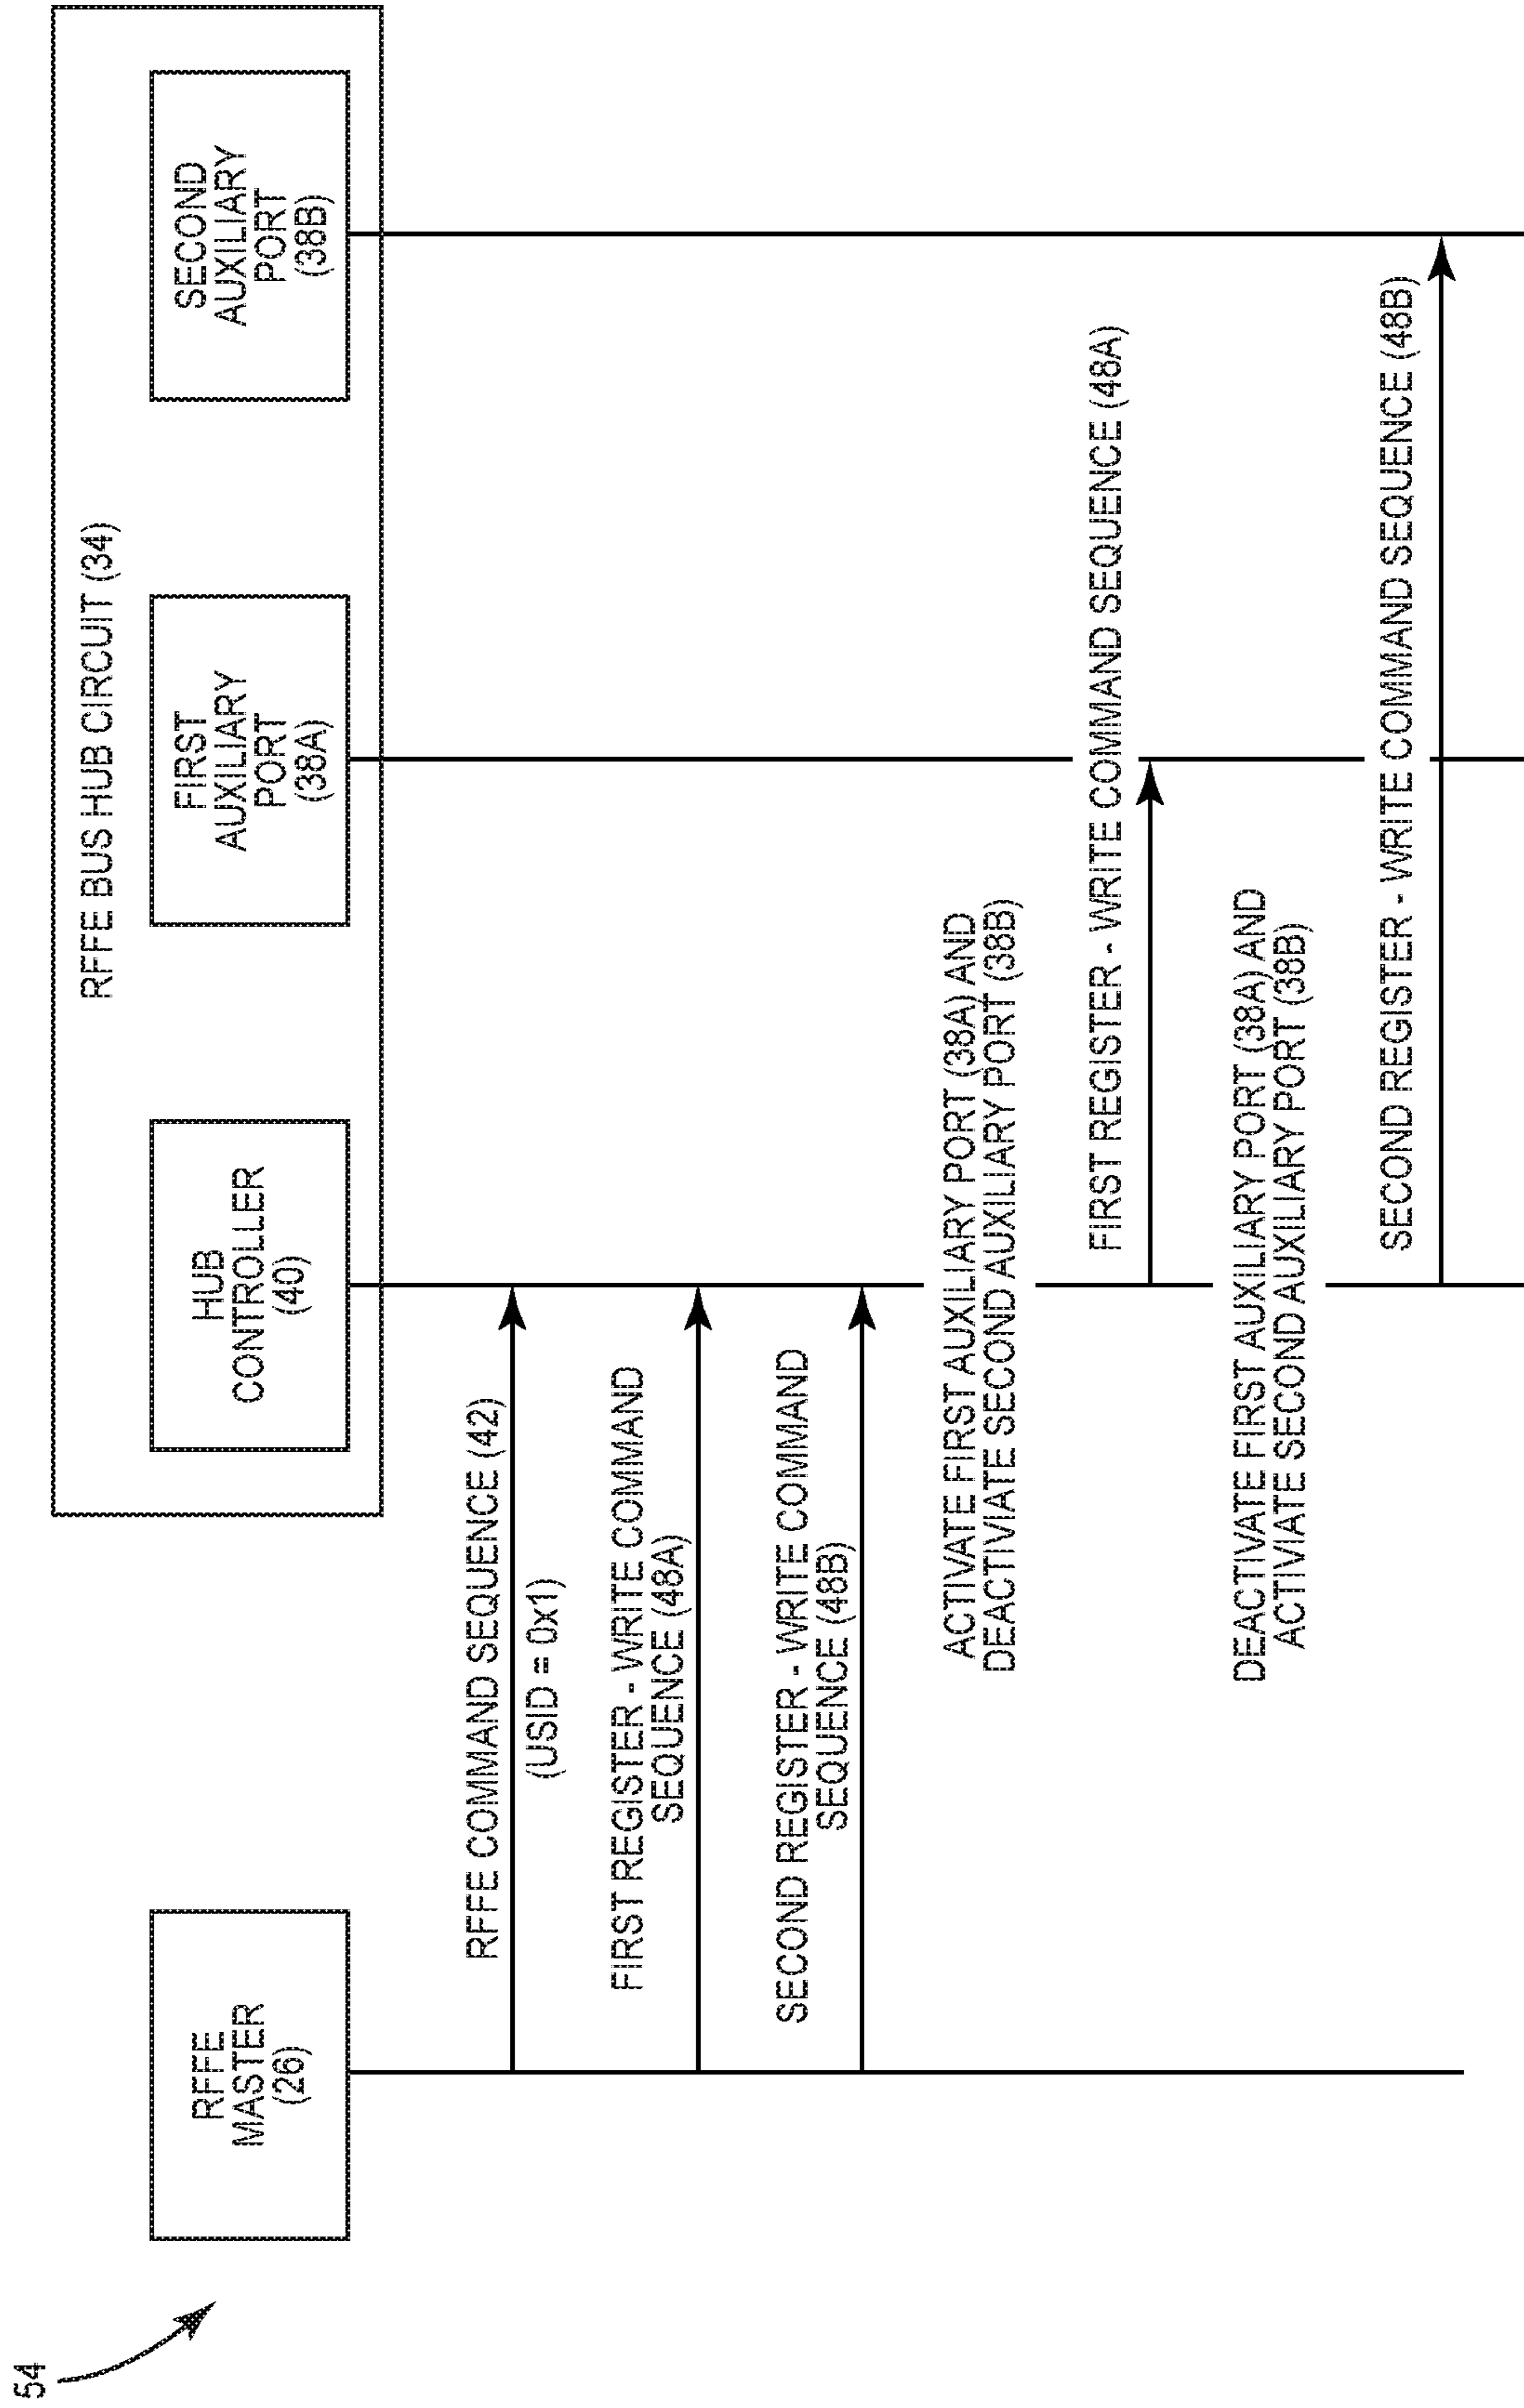 54
RFFE BUS HUB CIRCUIT (34)
RFFE
MASTER
(26)
HUB
CONTROLLER
(40)
FIRST
AUXILIARY
PORT
(38A)
SECOND
AUXILIARY
PORT
(38B)
RFFE COMMAND SEQUENCE (42)
(USID = 0x1)
FIRST REGISTER - WRITE COMMAND
SEQUENCE (48A)
SECOND REGISTER - WRITE COMMAND
SEQUENCE (48B)
ACTIVATE FIRST AUXILIARY PORT (38A) AND
DEACTIVIATE SECOND AUXILIARY PORT (38B)
FIRST REGISTER - WRITE COMMAND SEQUENCE (48A)
DEACTIVATE FIRST AUXILIARY PORT (38A) AND
ACTIVIATE SECOND AUXILIARY PORT (38B)
SECOND REGISTER - WRITE COMMAND SEQUENCE (48B)